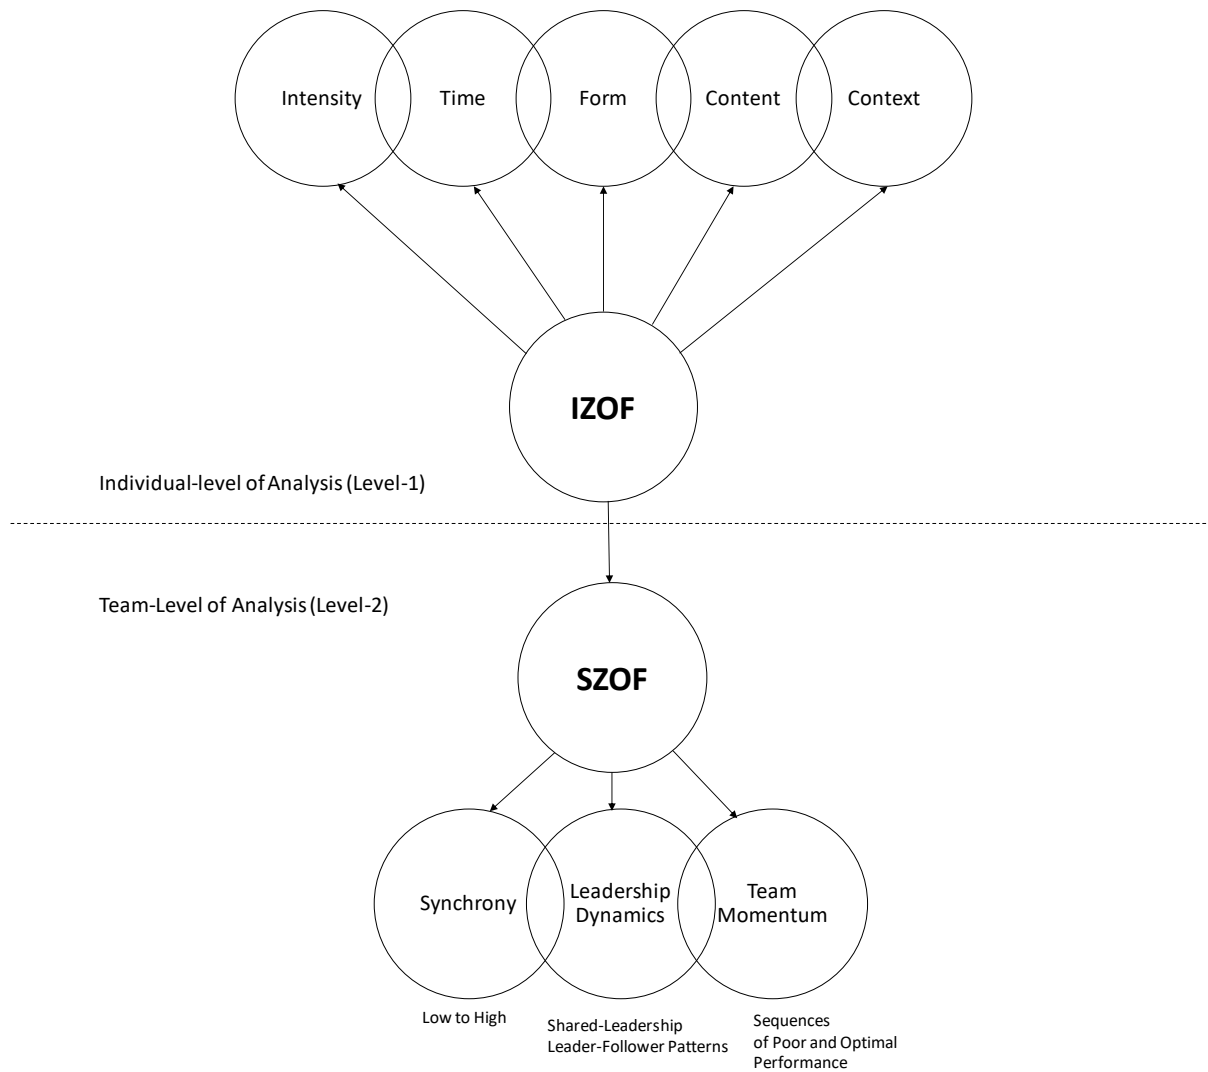 Intensity
Time
Form
Content
Context
IZOF
Individual-level of Analysis (Level-1)
Team-Level of Analysis (Level-2)
SZOF
Synchrony
Leadership
Dynamics
Team
Momentum
Low to High
Shared-Leadership
Leader-Follower Patterns
Sequences
of Poor and Optimal
Performance